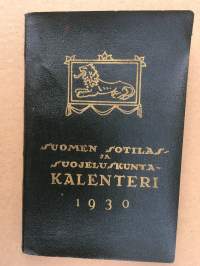 SUOMEN SOTILAS-
JA
SUOJELUSKUNTA-
KALENTERI
1930